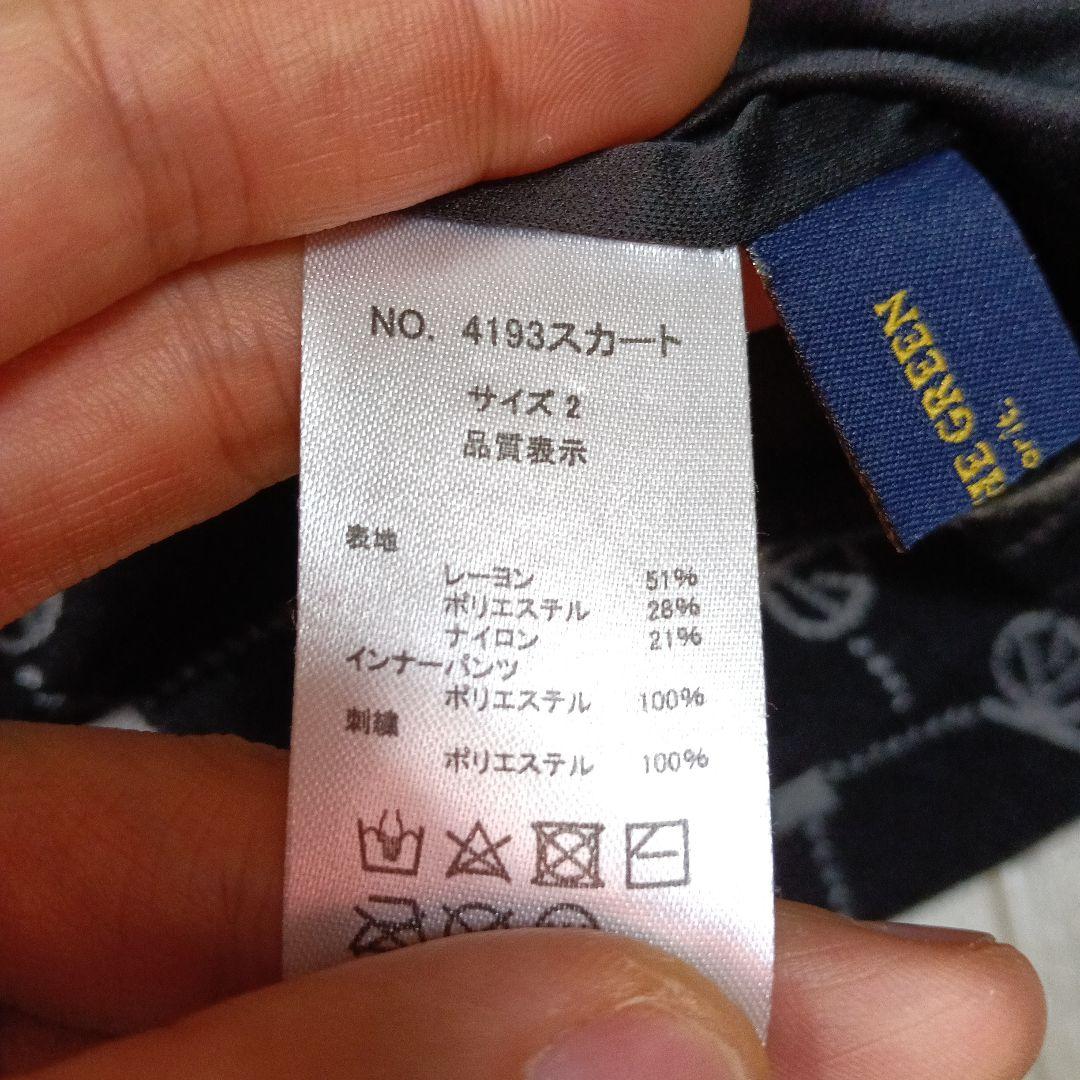 NO. 4193スカート
サイズ 2
品質表示
表地
レーヨン 51%
ポリエステル 28%
ナイロン 21%
インナーパンツ
ポリエステル 100%
刺繍
ポリエステル 100%
GREEN